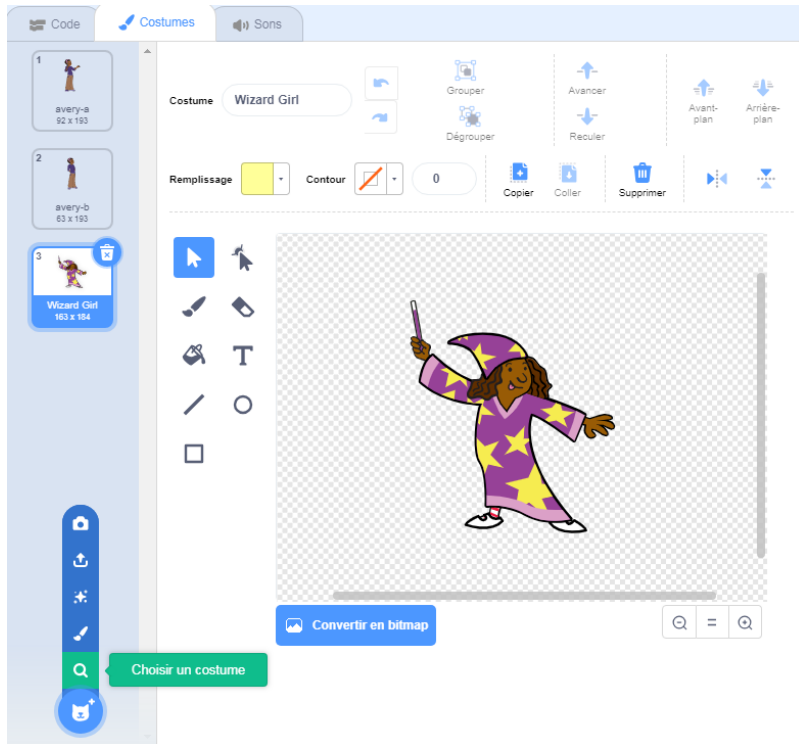 Code
Costumes
Sons
1
avery-a
92 x 193
2
avery-b
63 x 193
3
Wizard Girl
163 x 184
Costume
Wizard Girl
Grouper
Dégrouper
Avancer
Reculer
Avant-
plan
Arrière-
plan
Remplissage
Contour
0
Copier
Coller
Supprimer
T
Choisir un costume
Convertir en bitmap